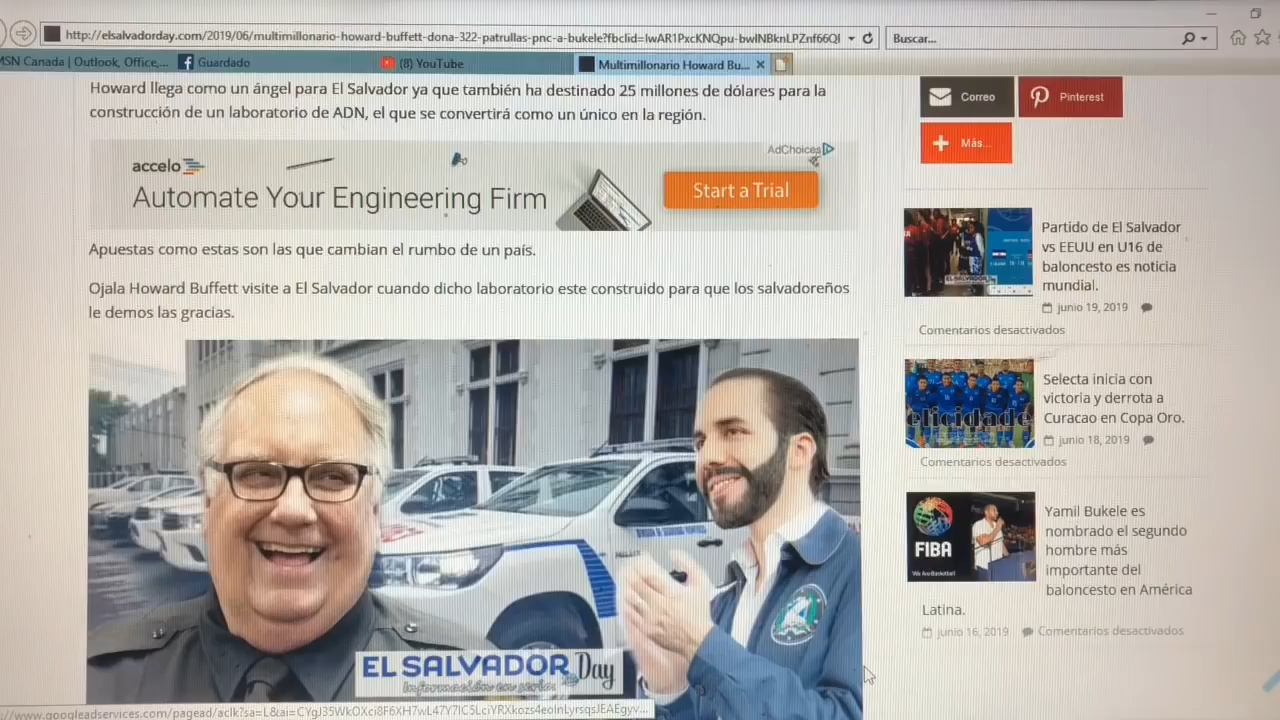 http://elsalvadorday.com/2019/06/multimillonario-howard-buffett-dona-322-patrullas-pnc-a-bukele?fbclid=
Buscar...
MSN Canada | Outlook, Office,...
Guardado
(8) YouTube
Multimillonario Howard Bu...
Howard llega como un ángel para El Salvador ya que también ha destinado 25 millones de dólares para la
construcción de un laboratorio de ADN, el que se convertirá como un único en la región.
AdChoices
accelo
Automate Your Engineering Firm
Start a Trial
Apuestas como estas son las que cambian el rumbo de un país.
Ojala Howard Buffett visite a El Salvador cuando dicho laboratorio este construido para que los salvadoreños
le demos las gracias.
EL SALVADOR Day
Información en serio
Correo
Pinterest
Más...
Partido de El Salvador
vs EEUU en U16 de
baloncesto es noticia
mundial.
junio 19, 2019
Comentarios desactivados
elicidade
Selecta inicia con
victoria y derrota a
Curacao en Copa Oro.
junio 18, 2019
Comentarios desactivados
FIBA
We Are Basketball
Yamil Bukele es
nombrado el segundo
hombre más
importante del
baloncesto en América
Latina.
junio 16, 2019
Comentarios desactivados